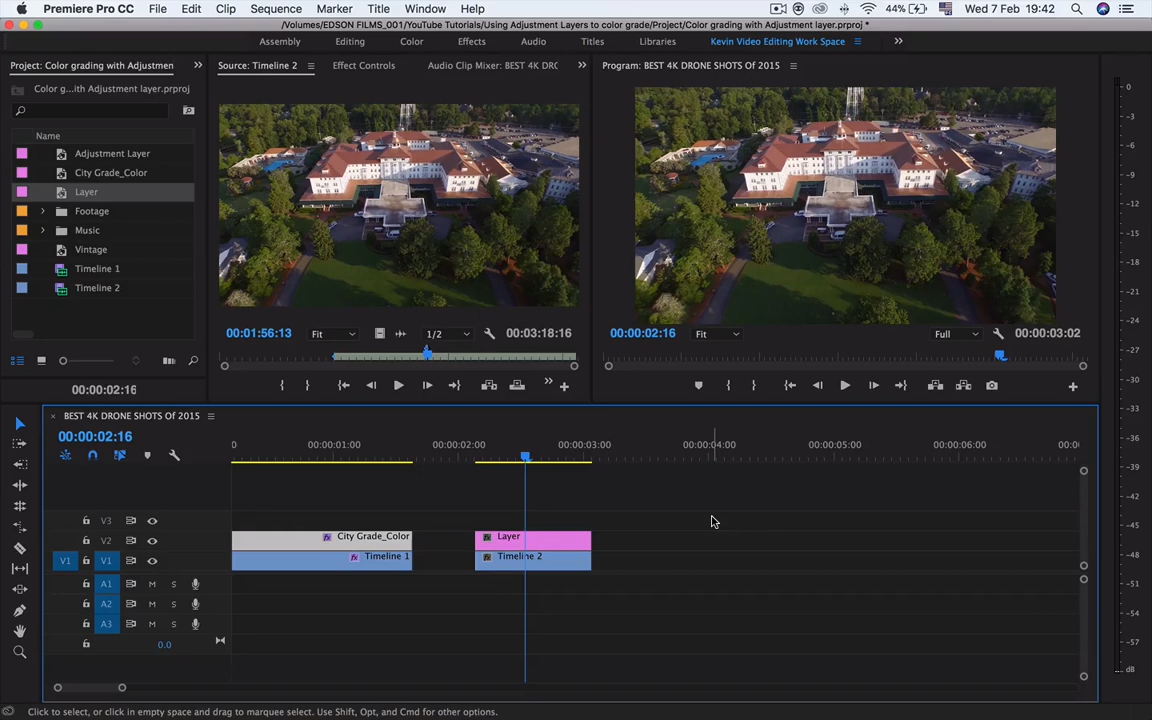 Premiere Pro CC File Edit Clip Sequence Marker Title Window Help 44% Wed 7 Feb 19:42
/Volumes/EDSON FILMS_001/YouTube Tutorials/Using Adjustment Layers to color grade/Project/Color grading with Adjustment layer.prproj *
Assembly Editing Color Effects Audio Titles Libraries Kevin Video Editing Work Space
Project: Color grading with Adjustmen
Color g...ith Adjustment layer.prproj
Name
Adjustment Layer
City Grade_Color
Layer
Footage
Music
Vintage
Timeline 1
Timeline 2
00:00:02:16
Source: Timeline 2 Effect Controls Audio Clip Mixer: BEST 4K DRC
00:01:56:13 Fit 1/2 00:03:18:16
Program: BEST 4K DRONE SHOTS OF 2015
00:00:02:16 Fit Full 00:00:03:02
BEST 4K DRONE SHOTS OF 2015
00:00:02:16
0 00:00:01:00 00:00:02:00 00:00:03:00 00:00:04:00 00:00:05:00 00:00:06:00 00:0
V3
V2 City Grade_Color Layer
V1 V1 fx Timeline 1 Timeline 2
A1 M S
A2 M S
A3 M S
0.0
0
-3
-6
-9
-12
-15
-18
-21
-24
-27
-30
-33
-36
-39
-42
-45
-48
-51
-54
-57
dB
Click to select, or click in empty space and drag to marquee select. Use Shift, Opt, and Cmd for other options.